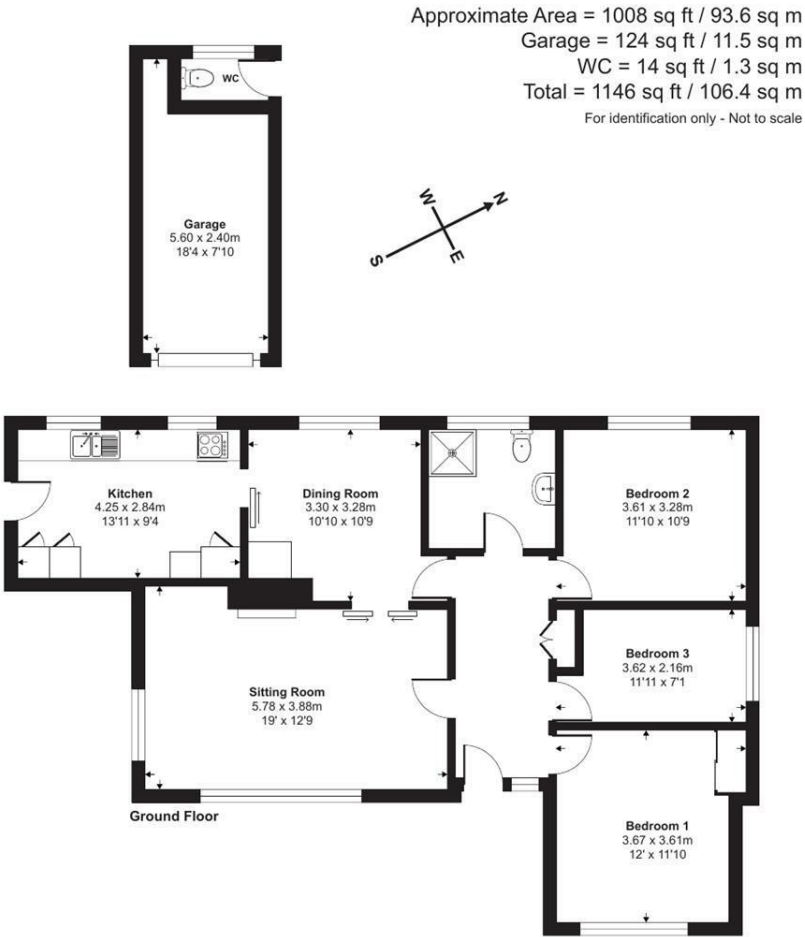 Approximate Area = 1008 sq ft / 93.6 sq m
Garage = 124 sq ft / 11.5 sq m
WC = 14 sq ft / 1.3 sq m
Total = 1146 sq ft / 106.4 sq m
For identification only - Not to scale
WC
Garage
5.60 x 2.40m
18'4 x 7'10
W
N
S
E
Kitchen
4.25 x 2.84m
13'11 x 9'4
Dining Room
3.30 x 3.28m
10'10 x 10'9
Bedroom 2
3.61 x 3.28m
11'10 x 10'9
Bedroom 3
3.62 x 2.16m
11'11 x 7'1
Sitting Room
5.78 x 3.88m
19' x 12'9
Ground Floor
Bedroom 1
3.67 x 3.61m
12' x 11'10